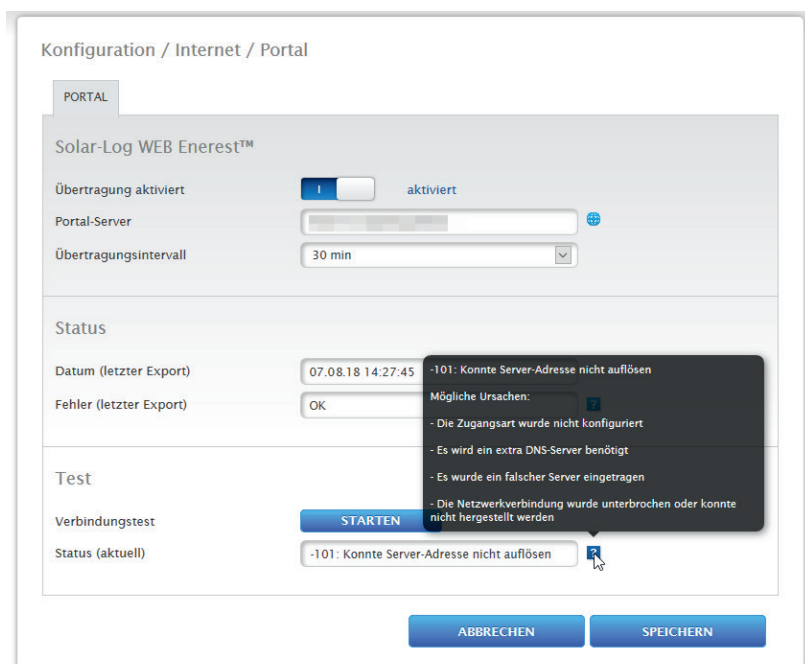 Konfiguration / Internet / Portal
PORTAL
Solar-Log WEB Enerest™
Übertragung aktiviert
I
aktiviert
Portal-Server
Übertragungsintervall
30 min
Status
Datum (letzter Export)
07.08.18 14:27:45
Fehler (letzter Export)
OK
?
-101: Konnte Server-Adresse nicht auflösen
Mögliche Ursachen:
- Die Zugangsart wurde nicht konfiguriert
- Es wird ein extra DNS-Server benötigt
- Es wurde ein falscher Server eingetragen
- Die Netzwerkverbindung wurde unterbrochen oder konnte
nicht hergestellt werden
Test
Verbindungstest
STARTEN
Status (aktuell)
-101: Konnte Server-Adresse nicht auflösen
?
ABBRECHEN
SPEICHERN